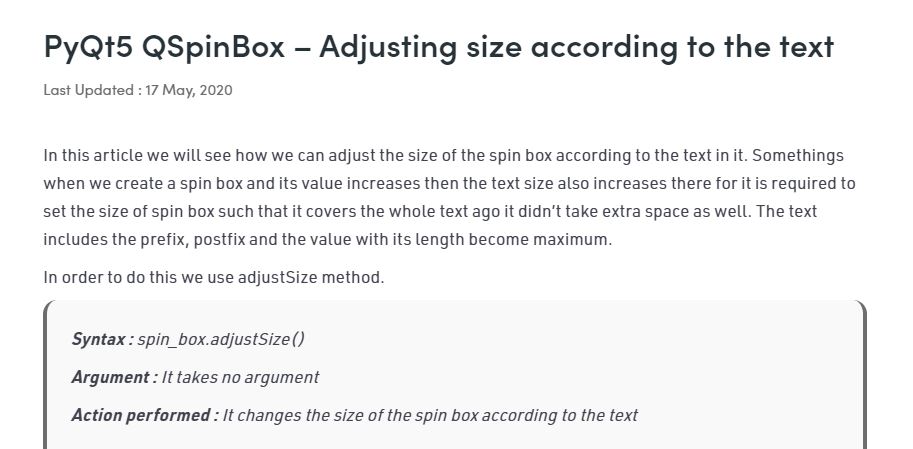 PyQt5 QSpinBox – Adjusting size according to the text
Last Updated : 17 May, 2020
In this article we will see how we can adjust the size of the spin box according to the text in it. Somethings
when we create a spin box and its value increases then the text size also increases there for it is required to
set the size of spin box such that it covers the whole text ago it didn’t take extra space as well. The text
includes the prefix, postfix and the value with its length become maximum.
In order to do this we use adjustSize method.
Syntax : spin_box.adjustSize()
Argument : It takes no argument
Action performed : It changes the size of the spin box according to the text